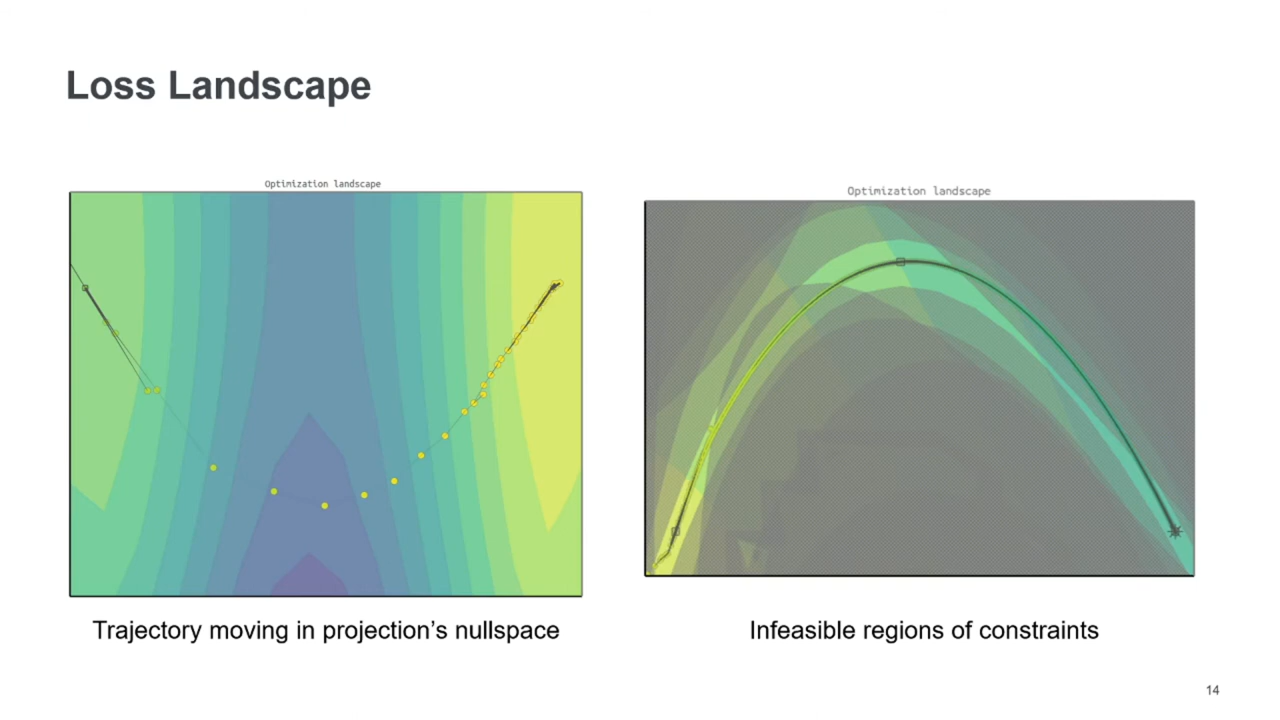 Loss Landscape
Optimization landscape
Optimization landscape
Trajectory moving in projection's nullspace
Infeasible regions of constraints
14